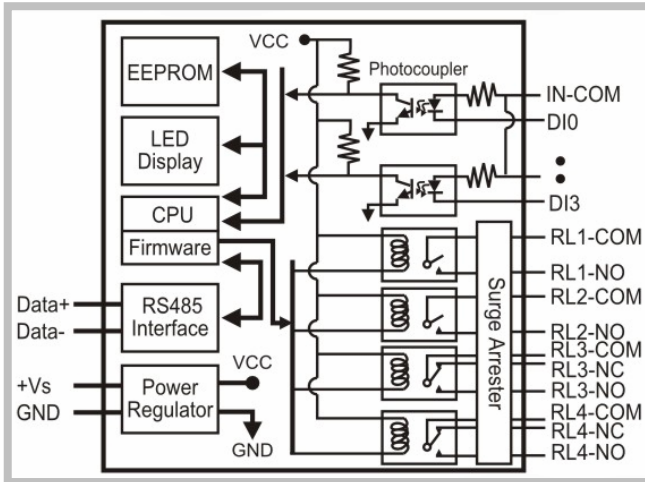 VCC
EEPROM
Photocoupler
IN-COM
DI0
LED
Display
DI3
CPU
Firmware
RL1-COM
RL1-NO
RL2-COM
RL2-NO
RL3-COM
RL3-NC
RL3-NO
RL4-COM
RL4-NC
RL4-NO
Surge Arrester
Data+
Data-
RS485
Interface
VCC
+Vs
GND
Power
Regulator
GND